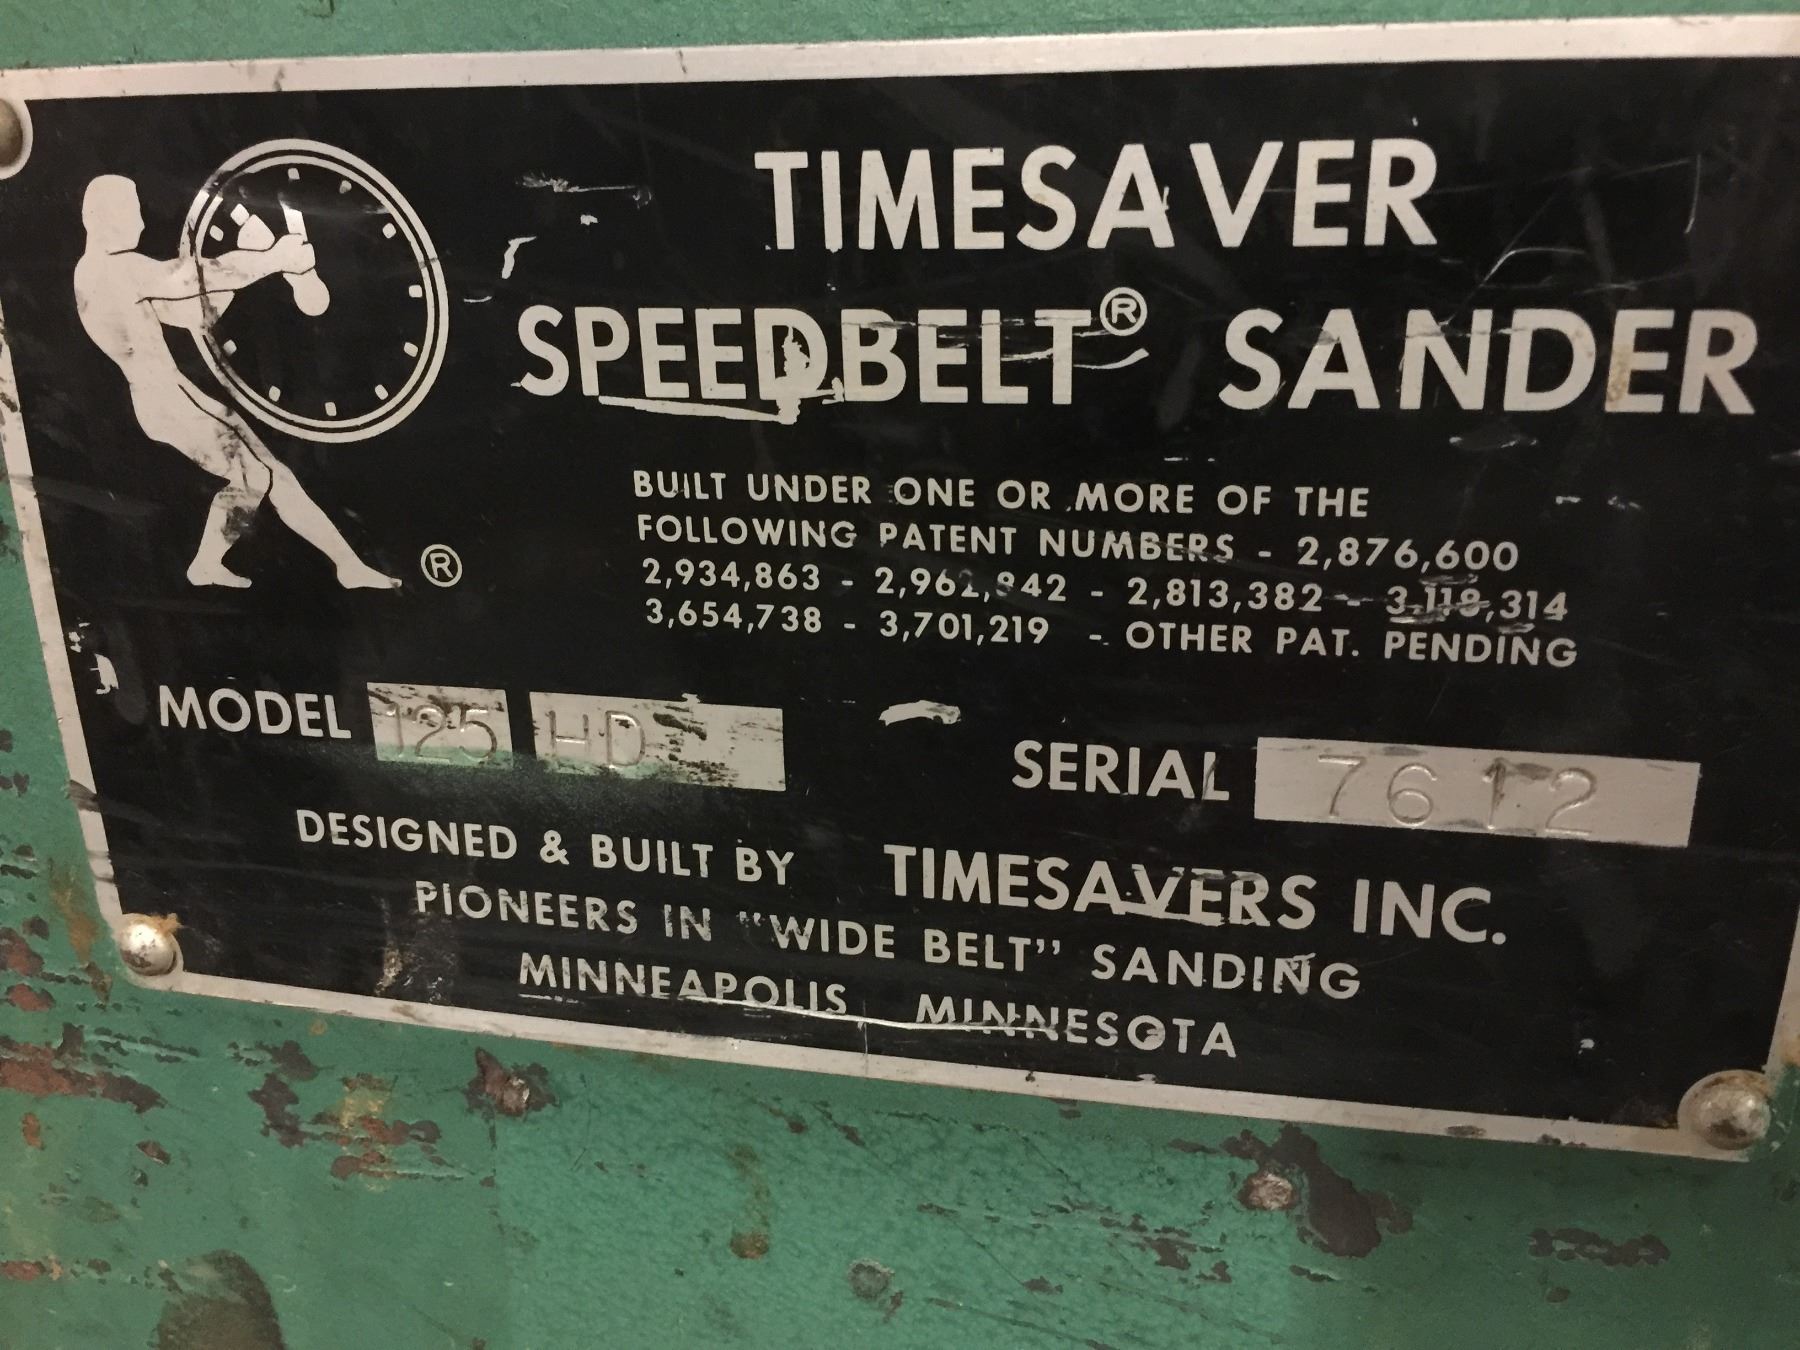 TIMESAVER
SPEEDBELT® SANDER
BUILT UNDER ONE OR MORE OF THE
FOLLOWING PATENT NUMBERS - 2,876,600
2,934,863 - 2,962,842 - 2,813,382 - 3,118,314
3,654,738 - 3,701,219 - OTHER PAT. PENDING
®
MODEL 125 HD
SERIAL 7612
DESIGNED & BUILT BY TIMESAVERS INC.
PIONEERS IN "WIDE BELT" SANDING
MINNEAPOLIS MINNESOTA